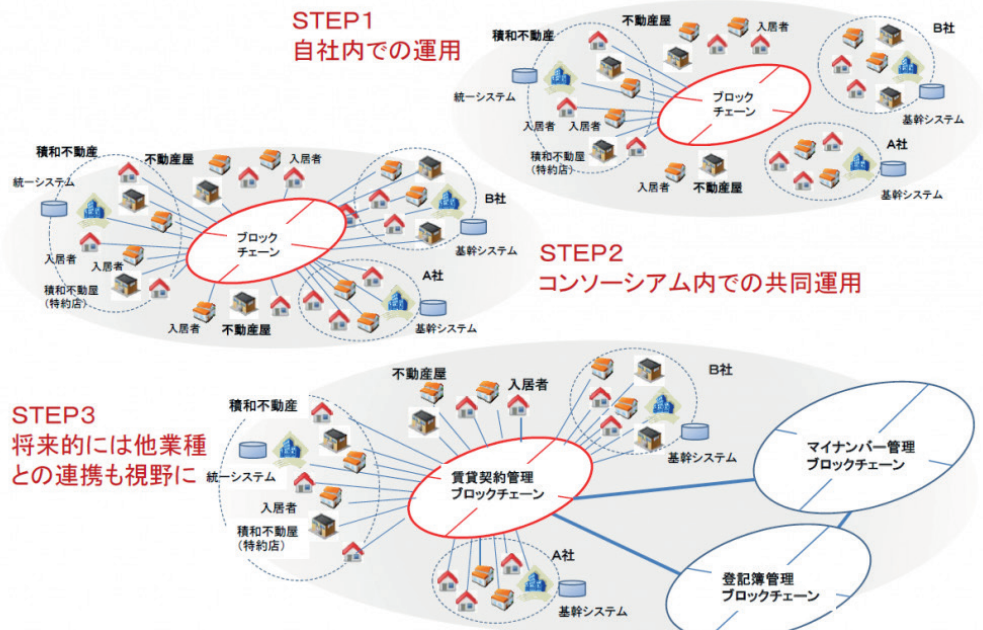 STEP1
自社内での運用
積和不動産
不動産屋
入居者
B社
統一システム
ブロック
チェーン
基幹システム
入居者
入居者
A社
積和不動屋
(特約店)
入居者
不動産屋
基幹システム
積和不動産
不動産屋
入居者
統一システム
B社
ブロック
チェーン
基幹システム
入居者
入居者
A社
積和不動屋
(特約店)
入居者
不動産屋
基幹システム
STEP2
コンソーシアム内での共同運用
STEP3
将来的には他業種
との連携も視野に
積和不動産
不動産屋
入居者
B社
統一システム
基幹システム
入居者
賃貸契約管理
ブロックチェーン
マイナンバー管理
ブロックチェーン
積和不動屋
(特約店)
A社
基幹システム
登記簿管理
ブロックチェーン